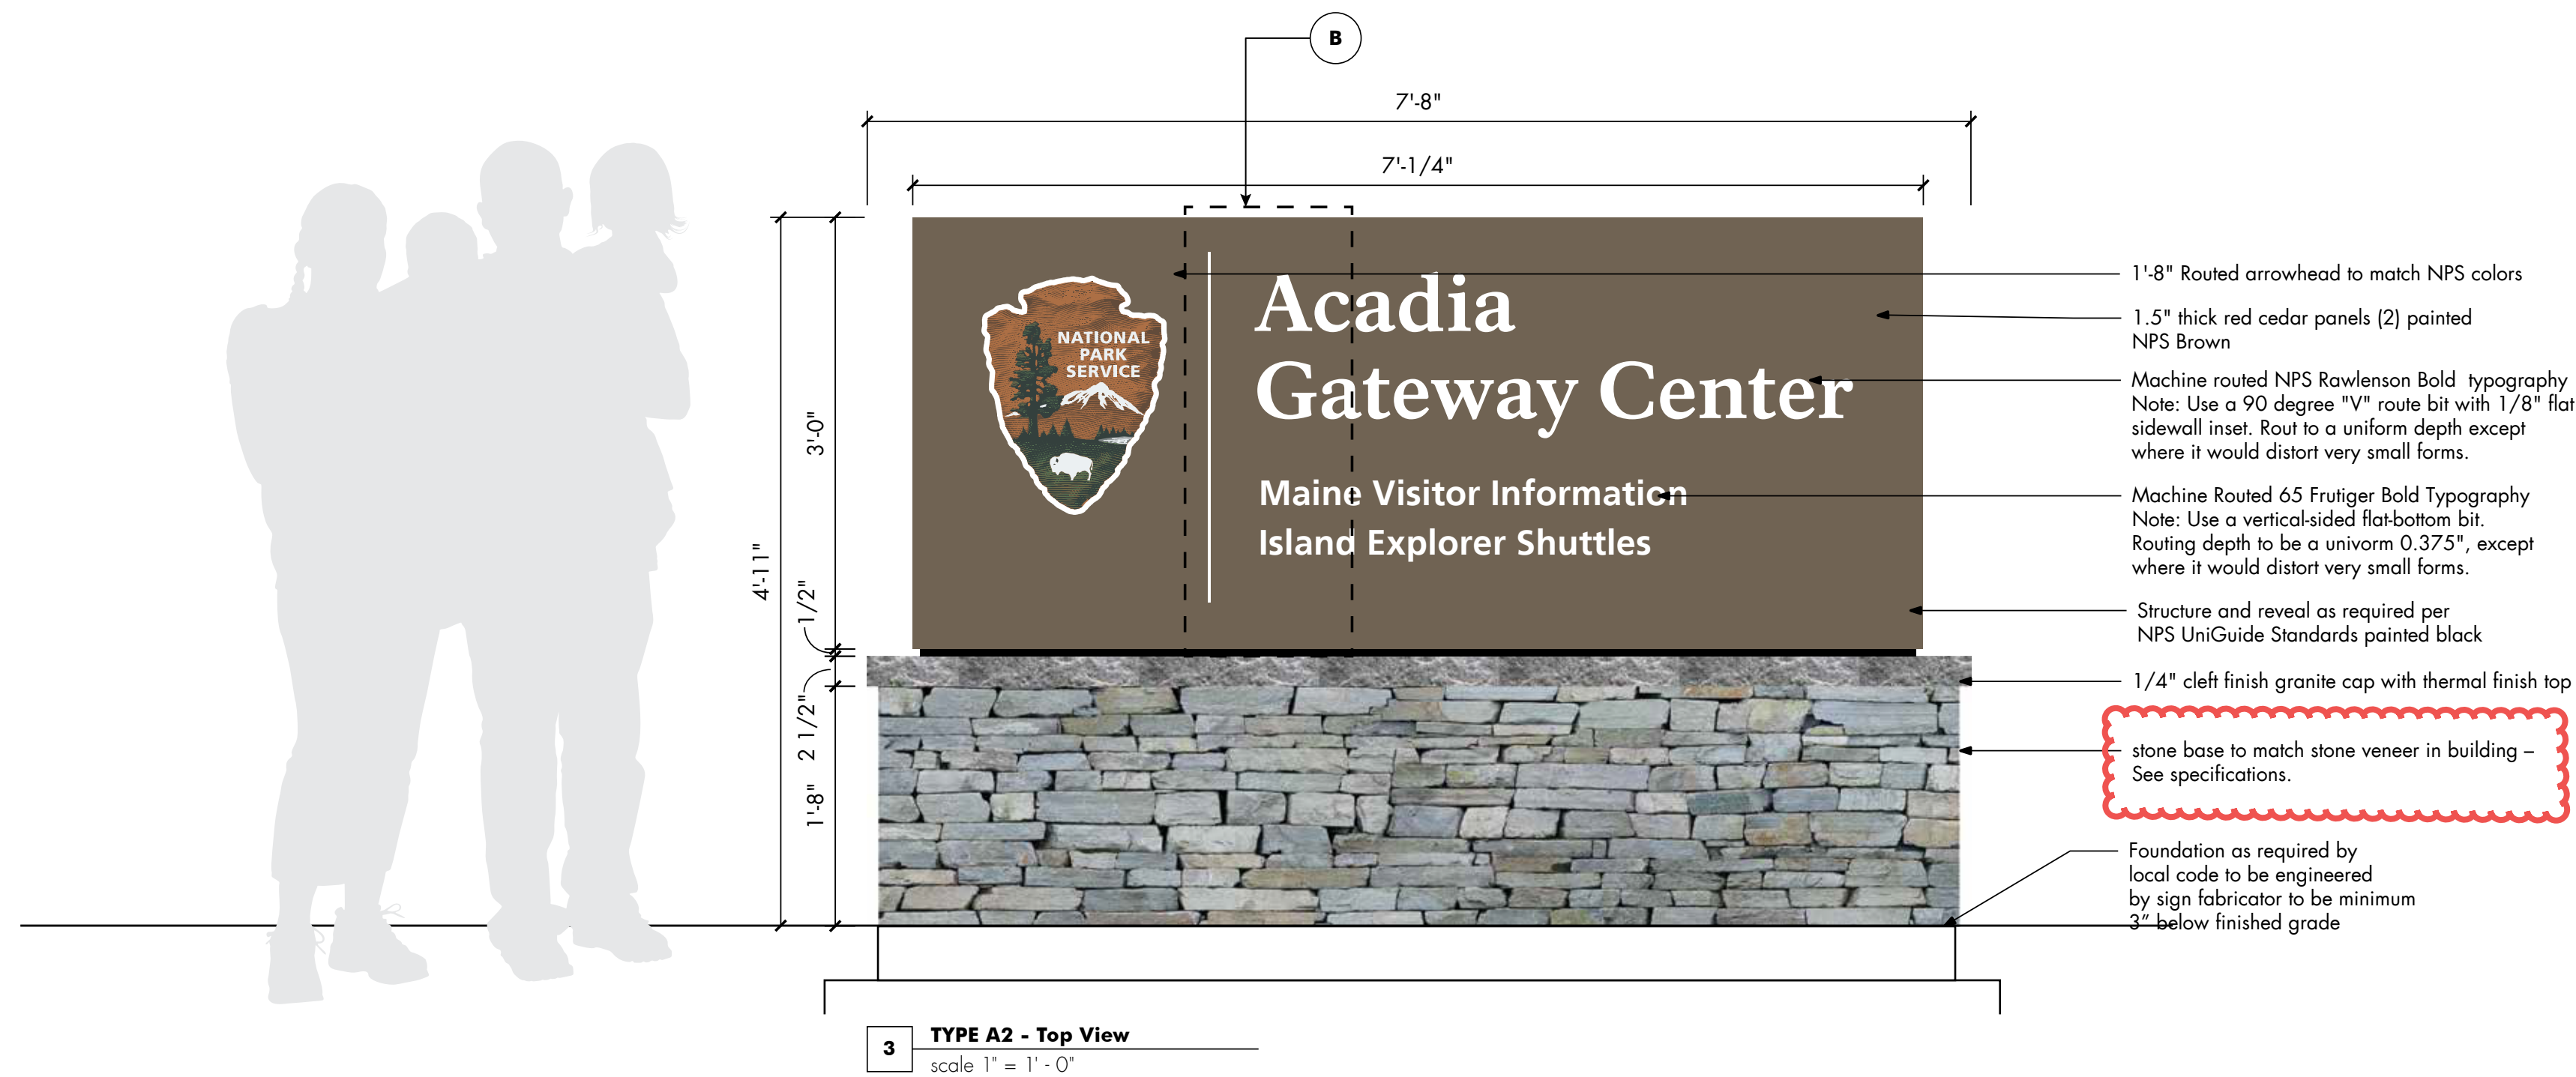 B
7'-8"
7'-1/4"
4'-11"
3'-0"
1/2"
2 1/2"
1'-8"
NATIONAL
PARK
SERVICE
Acadia
Gateway Center
Maine Visitor Information
Island Explorer Shuttles
1'-8" Routed arrowhead to match NPS colors
1.5" thick red cedar panels (2) painted
NPS Brown
Machine routed NPS Rawlenson Bold typography
Note: Use a 90 degree "V" route bit with 1/8" flat
sidewall inset. Rout to a uniform depth except
where it would distort very small forms.
Machine Routed 65 Frutiger Bold Typography
Note: Use a vertical-sided flat-bottom bit.
Routing depth to be a univorm 0.375", except
where it would distort very small forms.
Structure and reveal as required per
NPS UniGuide Standards painted black
1/4" cleft finish granite cap with thermal finish top
stone base to match stone veneer in building –
See specifications.
Foundation as required by
local code to be engineered
by sign fabricator to be minimum
3” below finished grade
3
TYPE A2 - Top View
scale 1" = 1' - 0"